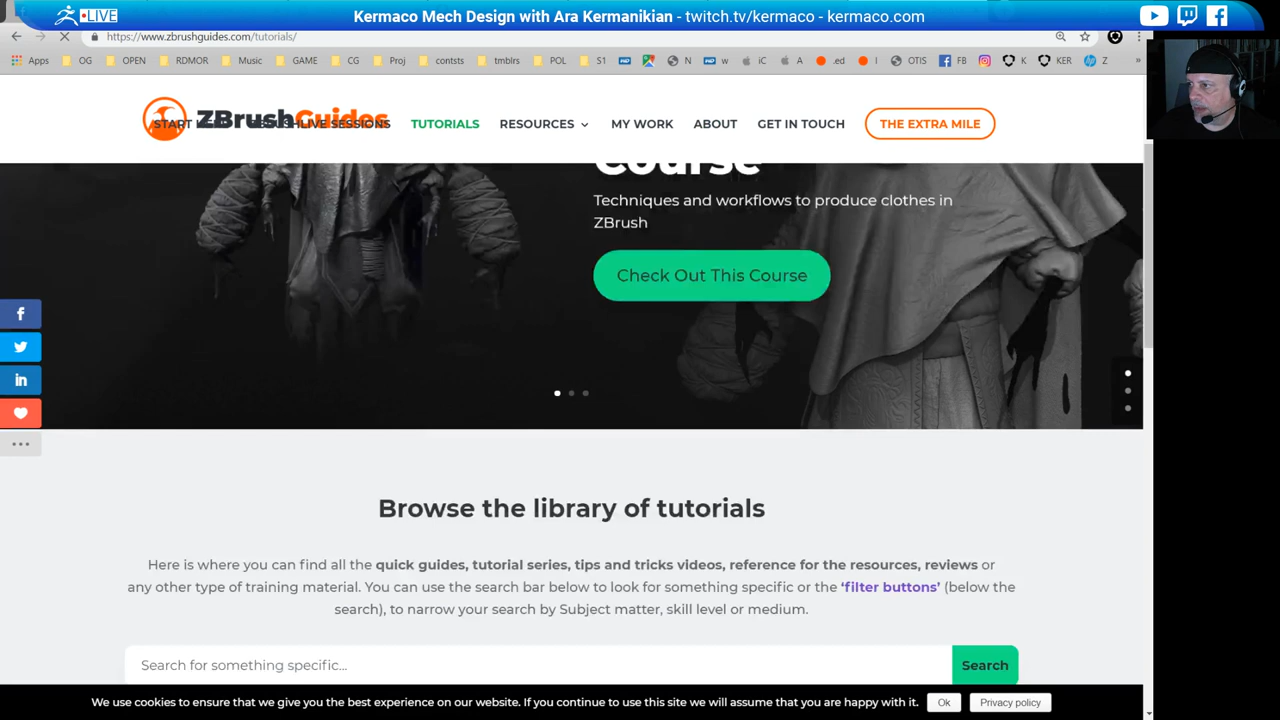 LIVE
Kermaco Mech Design with Ara Kermanikian - twitch.tv/kermaco - kermaco.com
https://www.zbrushguides.com/tutorials/
Apps OG OPEN RDMOR Music GAME CG Proj contsts tmblrs POL S1 N w iC A .ed I OTIS FB K KER Z »
ZBrushGuides
START HERE ZBRUSHLIVE SESSIONS TUTORIALS RESOURCES MY WORK ABOUT GET IN TOUCH THE EXTRA MILE
Course
Techniques and workflows to produce clothes in
ZBrush
Check Out This Course
Browse the library of tutorials
Here is where you can find all the quick guides, tutorial series, tips and tricks videos, reference for the resources, reviews or
any other type of training material. You can use the search bar below to look for something specific or the ‘filter buttons’ (below the
search), to narrow your search by Subject matter, skill level or medium.
Search for something specific...
Search
We use cookies to ensure that we give you the best experience on our website. If you continue to use this site we will assume that you are happy with it.
Ok
Privacy policy